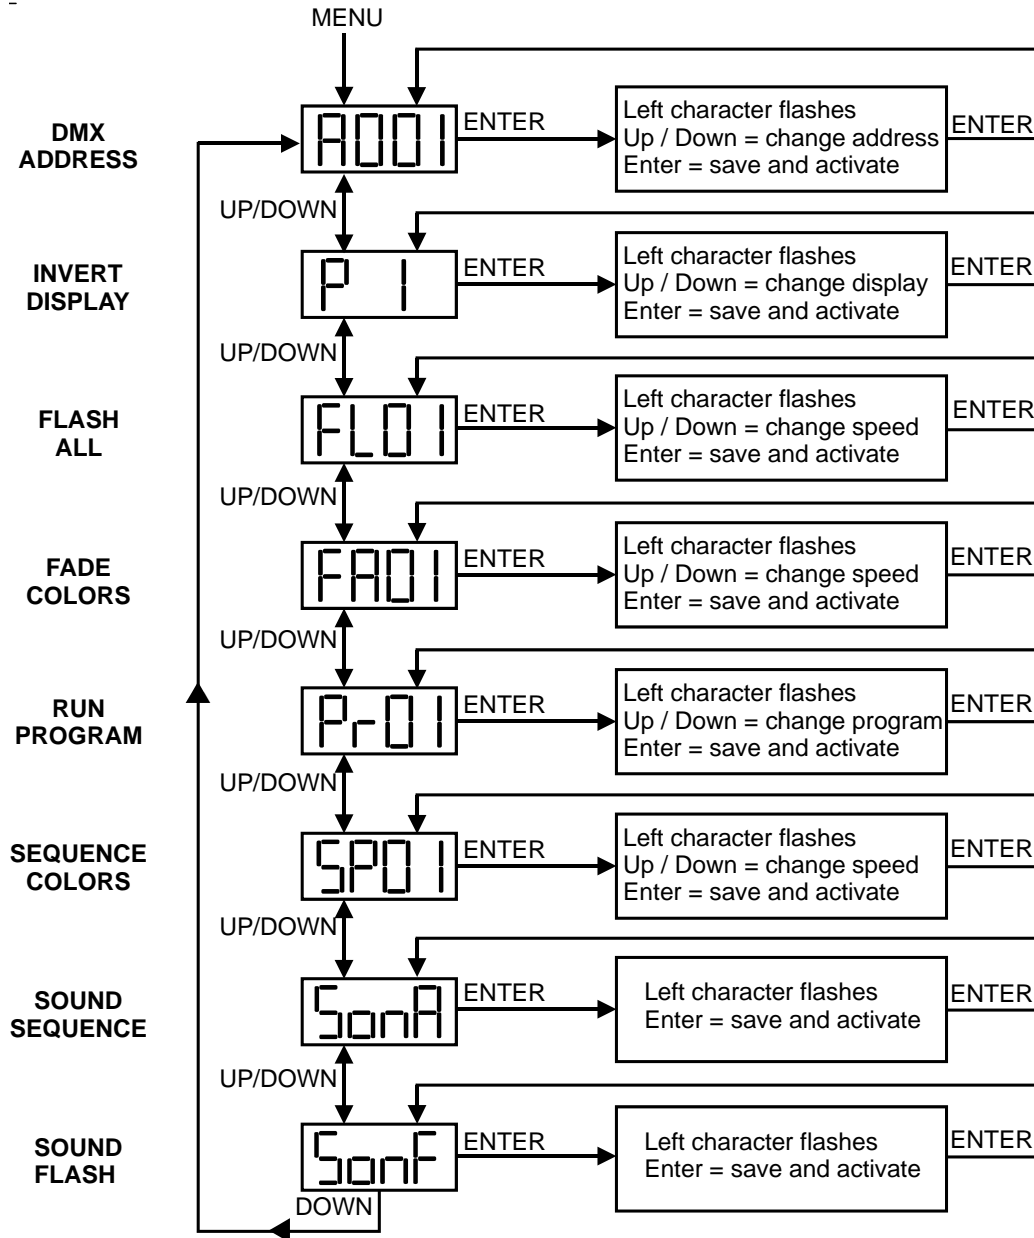 MENU
DMX
ADDRESS
A001
ENTER
Left character flashes
Up / Down = change address
Enter = save and activate
ENTER
UP/DOWN
INVERT
DISPLAY
P 1
ENTER
Left character flashes
Up / Down = change display
Enter = save and activate
ENTER
UP/DOWN
FLASH
ALL
FL01
ENTER
Left character flashes
Up / Down = change speed
Enter = save and activate
ENTER
UP/DOWN
FADE
COLORS
FA01
ENTER
Left character flashes
Up / Down = change speed
Enter = save and activate
ENTER
UP/DOWN
RUN
PROGRAM
Pr01
ENTER
Left character flashes
Up / Down = change program
Enter = save and activate
ENTER
UP/DOWN
SEQUENCE
COLORS
SP01
ENTER
Left character flashes
Up / Down = change speed
Enter = save and activate
ENTER
UP/DOWN
SOUND
SEQUENCE
SonA
ENTER
Left character flashes
Enter = save and activate
ENTER
UP/DOWN
SOUND
FLASH
SonF
ENTER
Left character flashes
Enter = save and activate
ENTER
DOWN